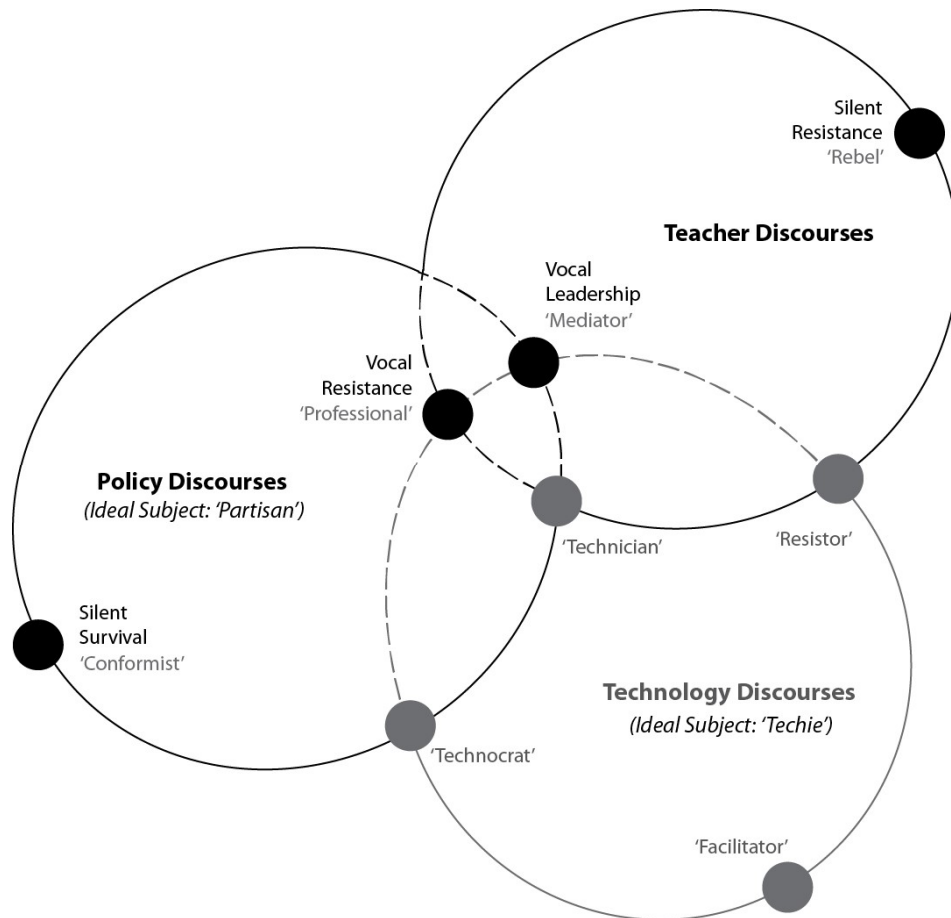 Silent
Resistance
‘Rebel’
Teacher Discourses
Vocal
Leadership
‘Mediator’
Vocal
Resistance
‘Professional’
Policy Discourses
(Ideal Subject: ‘Partisan’)
‘Technician’
‘Resistor’
Silent
Survival
‘Conformist’
Technology Discourses
(Ideal Subject: ‘Techie’)
‘Technocrat’
‘Facilitator’